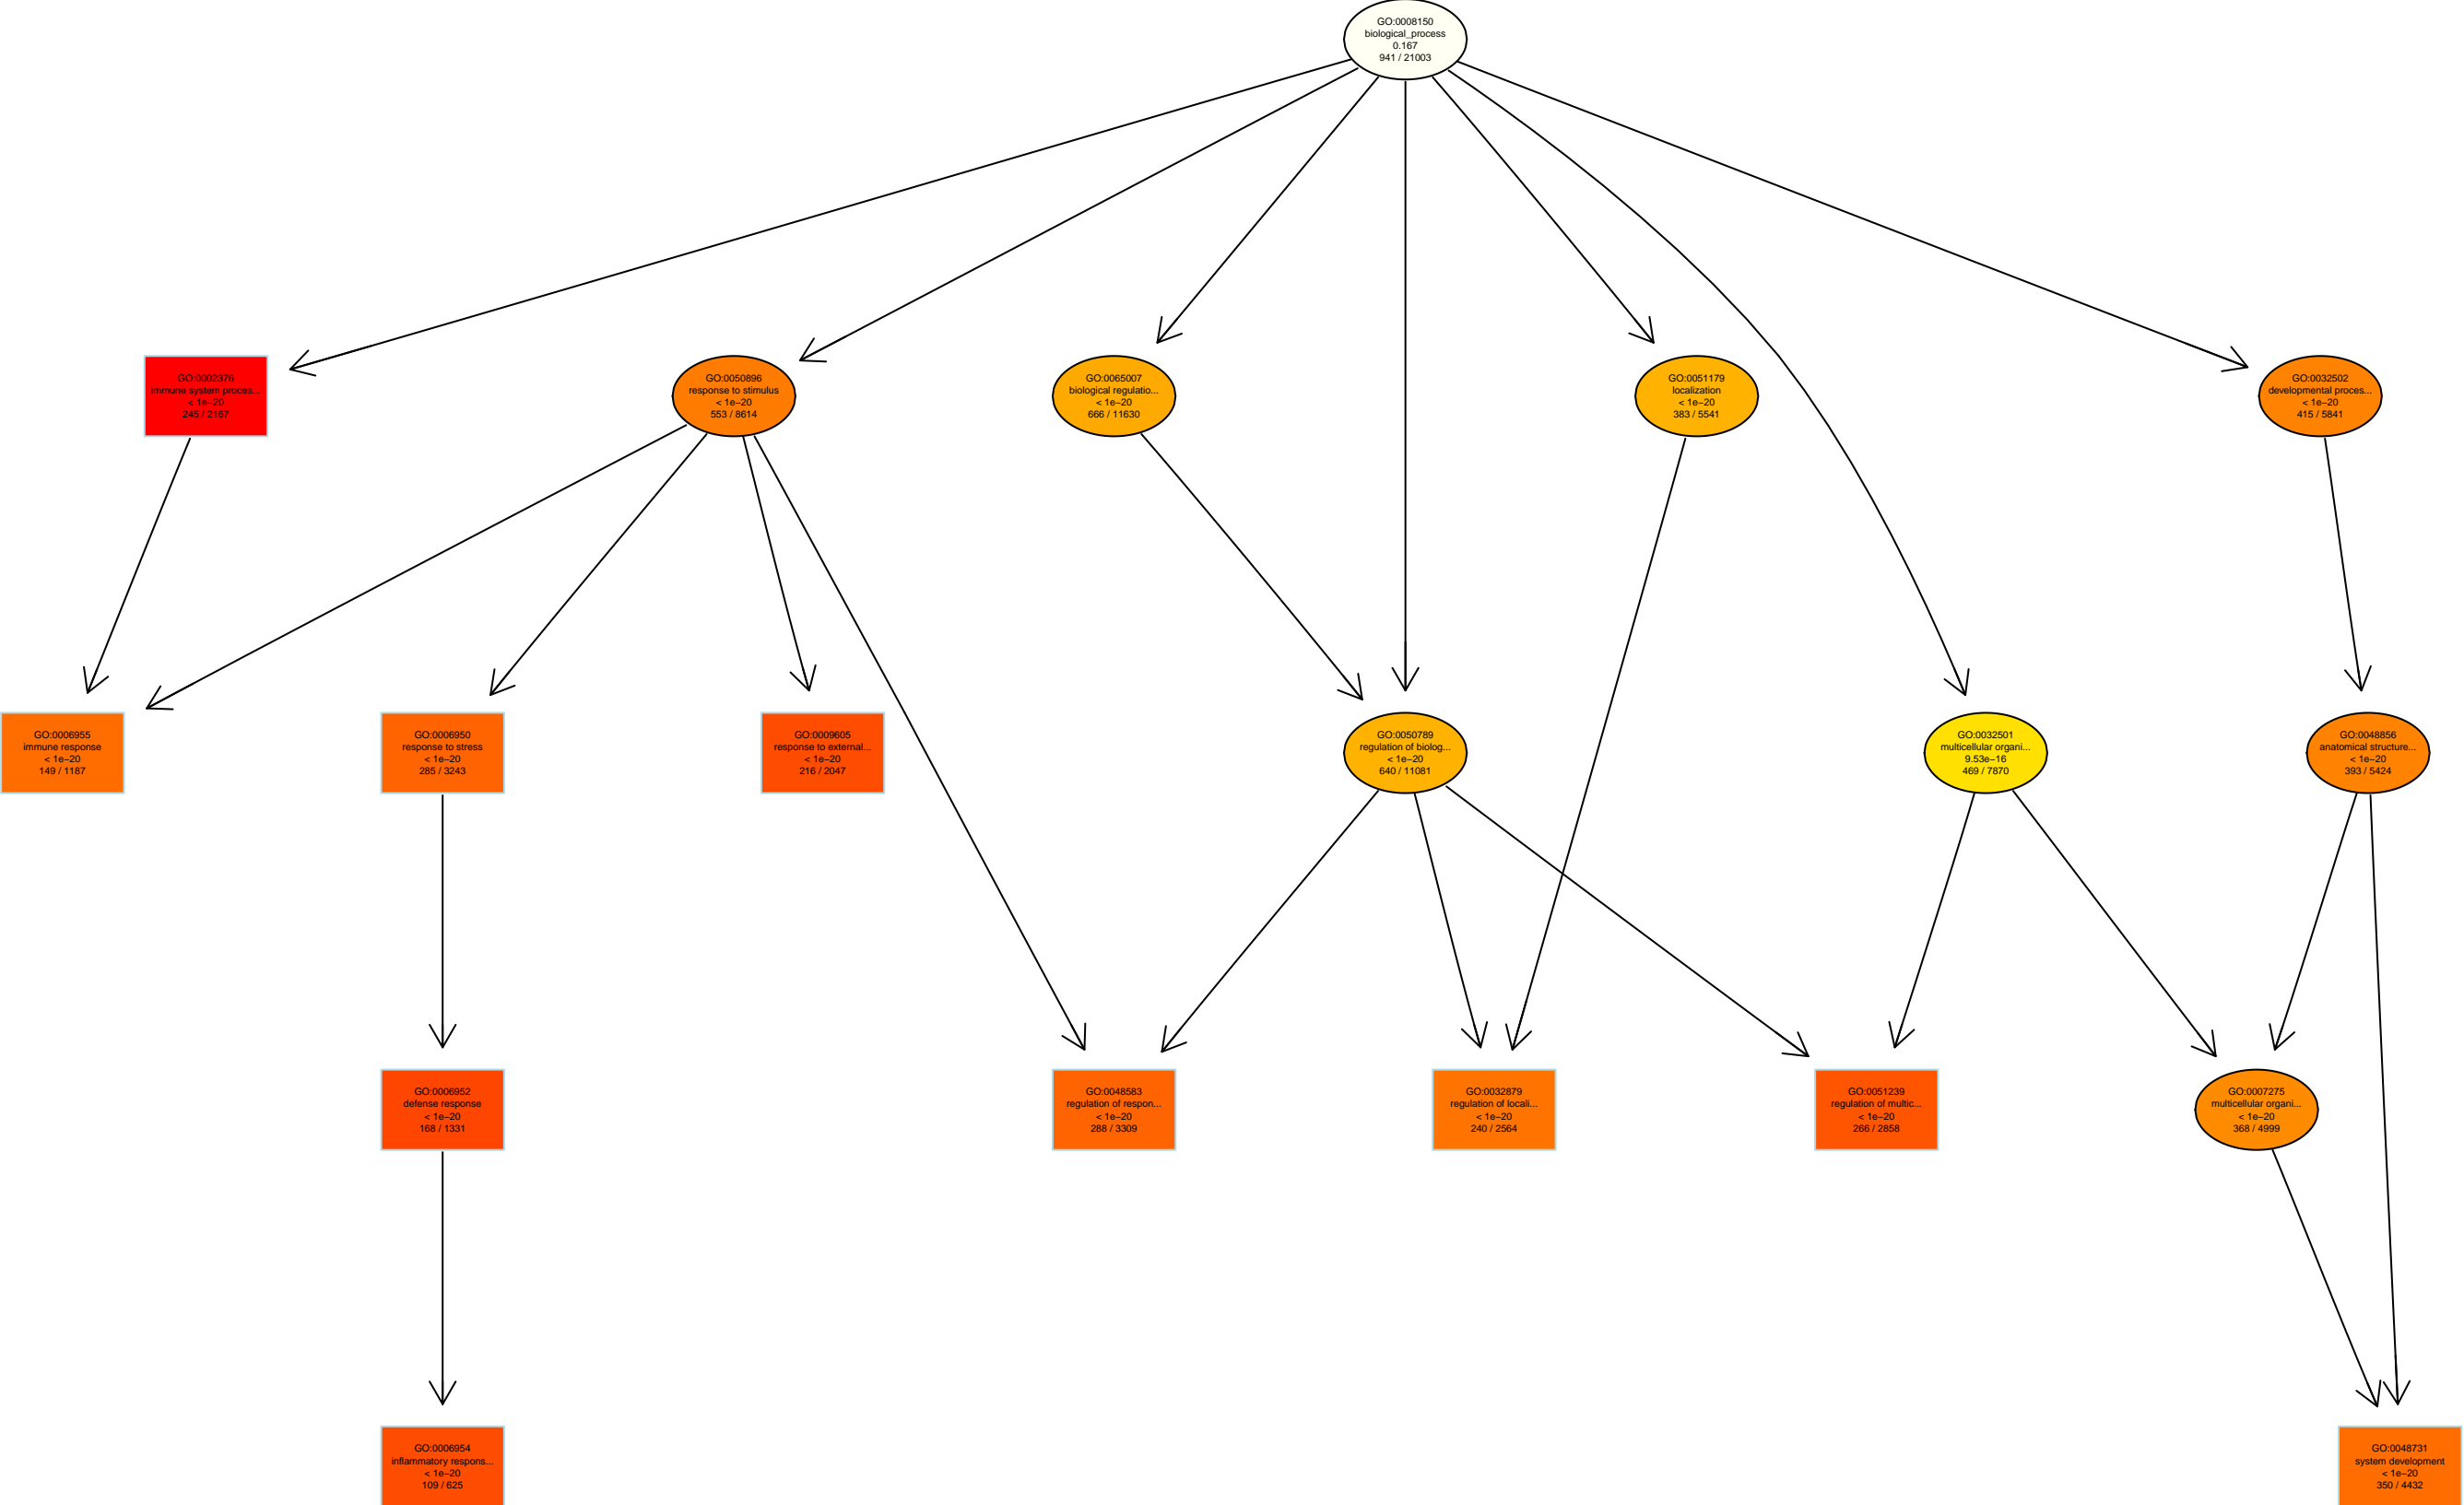 GO:0008150
biological_process
0.167
941 / 21003
GO:0002376
immune system proces...
< 1e−20
245 / 2167
GO:0050896
response to stimulus
< 1e−20
553 / 8614
GO:0065007
biological regulatio...
< 1e−20
666 / 11630
GO:0051179
localization
< 1e−20
383 / 5541
GO:0032502
developmental proces...
< 1e−20
415 / 5841
GO:0006955
immune response
< 1e−20
149 / 1187
GO:0006950
response to stress
< 1e−20
285 / 3243
GO:0009605
response to external...
< 1e−20
216 / 2047
GO:0050789
regulation of biolog...
< 1e−20
640 / 11081
GO:0032501
multicellular organi...
9.53e−16
469 / 7870
GO:0048856
anatomical structure...
< 1e−20
393 / 5424
GO:0006952
defense response
< 1e−20
168 / 1331
GO:0048583
regulation of respon...
< 1e−20
288 / 3309
GO:0032879
regulation of locali...
< 1e−20
240 / 2564
GO:0051239
regulation of multic...
< 1e−20
266 / 2858
GO:0007275
multicellular organi...
< 1e−20
368 / 4999
GO:0006954
inflammatory respons...
< 1e−20
109 / 625
GO:0048731
system development
< 1e−20
350 / 4432